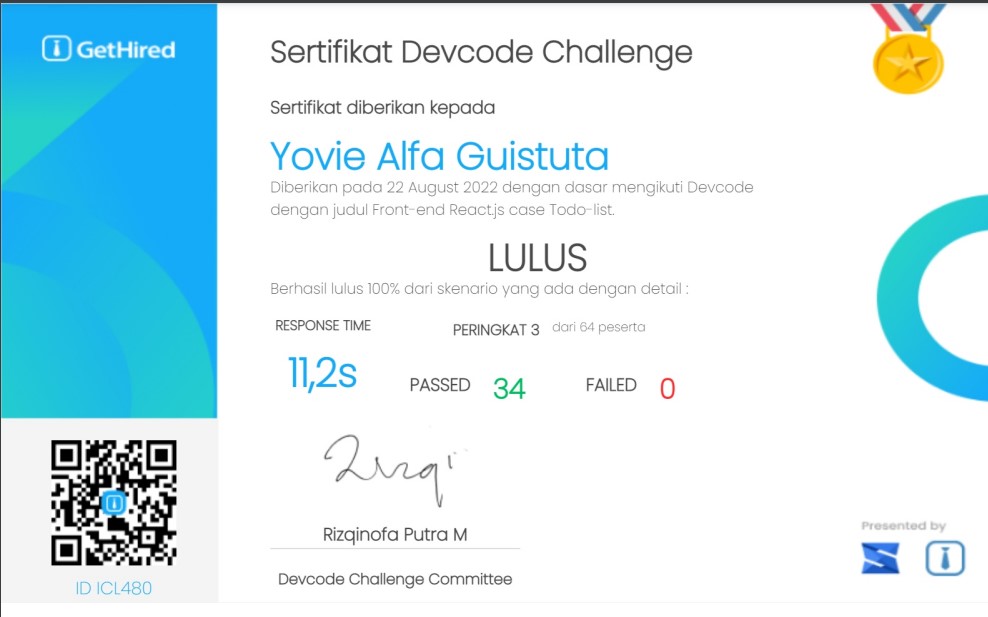 GetHired
Sertifikat Devcode Challenge
Sertifikat diberikan kepada
Yovie Alfa Guistuta
Diberikan pada 22 August 2022 dengan dasar mengikuti Devcode
dengan judul Front-end React.js case Todo-list.
LULUS
Berhasil lulus 100% dari skenario yang ada dengan detail :
RESPONSE TIME
11,2s
PERINGKAT 3 dari 64 peserta
PASSED 34 FAILED 0
Rizqi
Rizqinofa Putra M
Devcode Challenge Committee
ID ICL480
Presented by